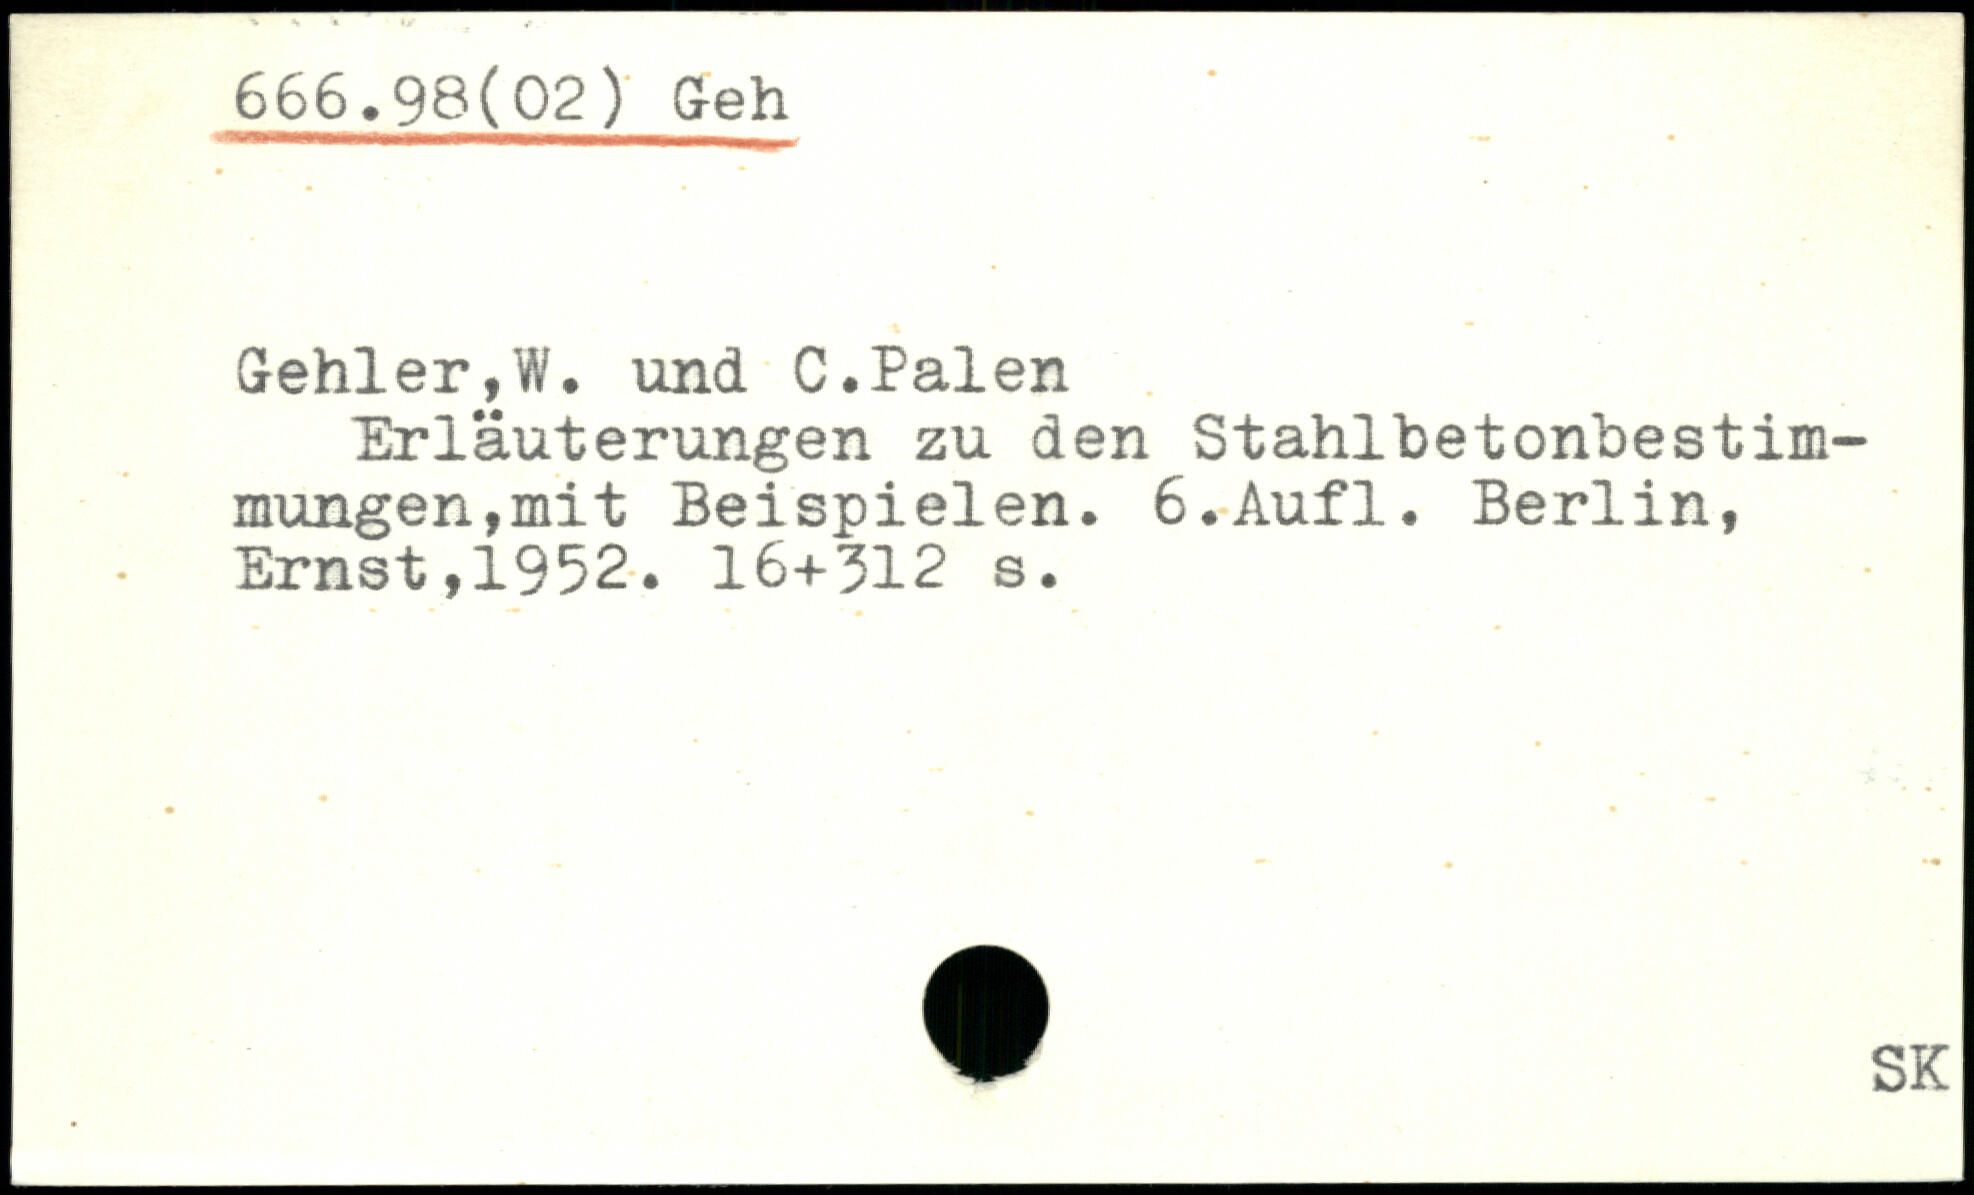 666.98(02) Geh
Gehler,W. und C.Palen
Erläuterungen zu den Stahlbetonbestim-
mungen,mit Beispielen. 6.Aufl. Berlin,
Ernst,1952. 16+312 s.
SK